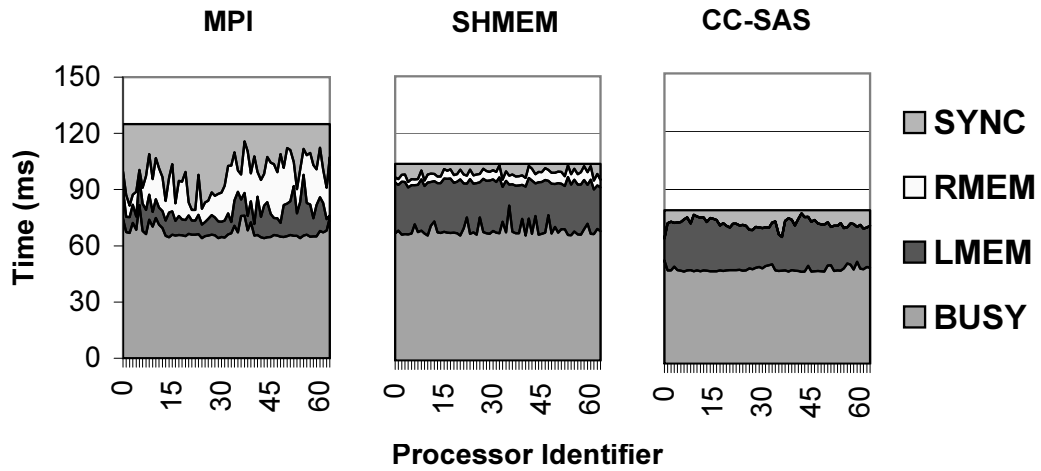 MPI
SHMEM
CC-SAS
Time (ms)
150
120
90
60
30
0
0
15
30
45
60
0
15
30
45
60
0
15
30
45
60
Processor Identifier
SYNC
RMEM
LMEM
BUSY